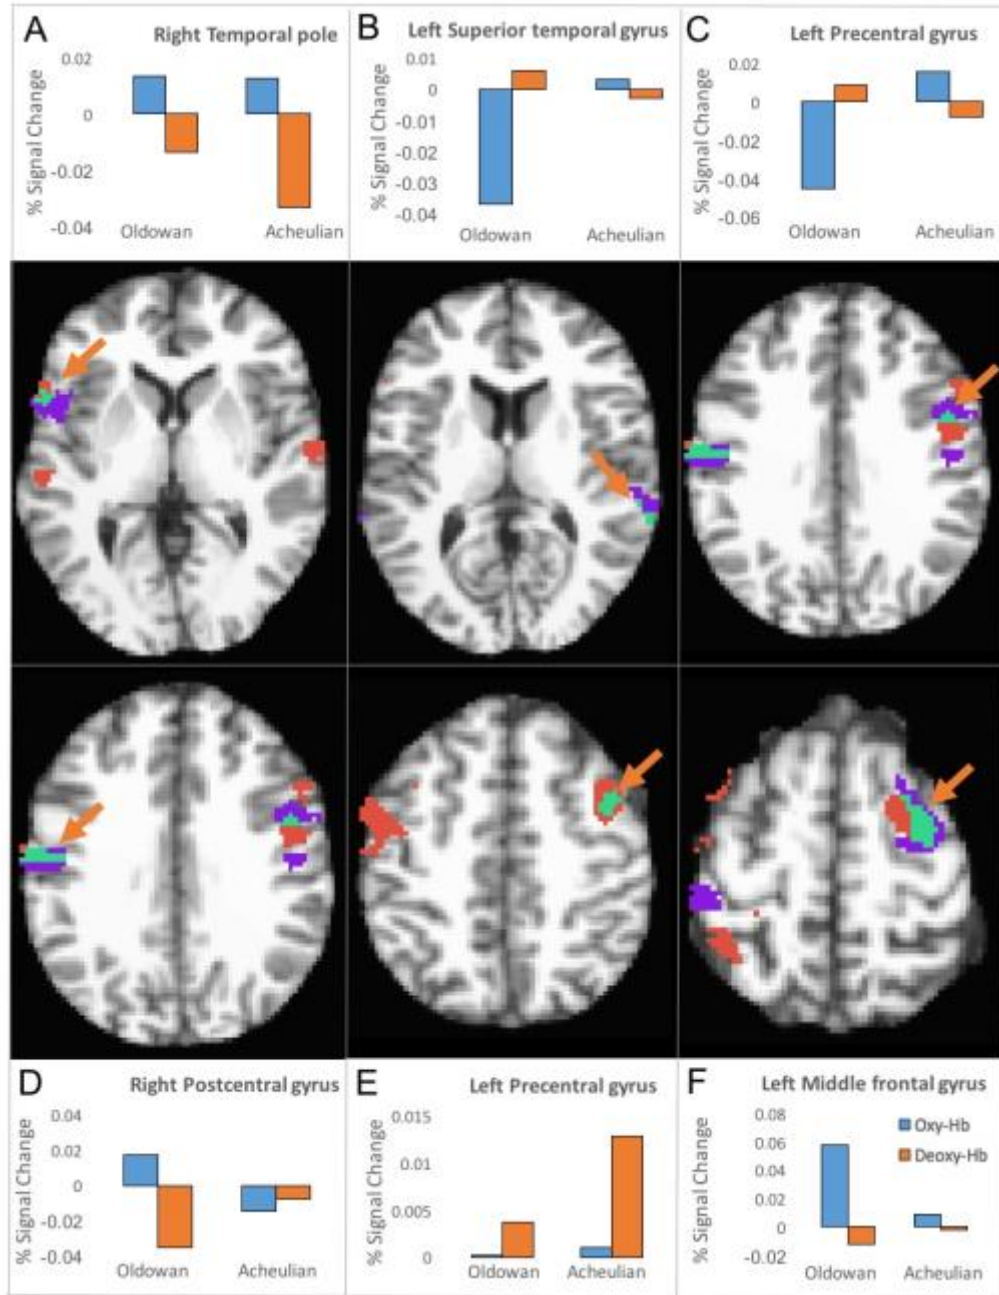 A
Right Temporal pole
% Signal Change
0.02
0
-0.02
-0.04
Oldowan
Acheulian
B
Left Superior temporal gyrus
% Signal Change
0.01
0
-0.01
-0.02
-0.03
-0.04
Oldowan
Acheulian
C
Left Precentral gyrus
% Signal Change
0.02
0
-0.02
-0.04
-0.06
Oldowan
Acheulian
D
Right Postcentral gyrus
% Signal Change
0.04
0.02
0
-0.02
-0.04
Oldowan
Acheulian
E
Left Precentral gyrus
% Signal Change
0.015
0.01
0.005
0
Oldowan
Acheulian
F
Left Middle frontal gyrus
% Signal Change
0.08
0.06
0.04
0.02
0
-0.02
Oxy-Hb
Deoxy-Hb
Oldowan
Acheulian